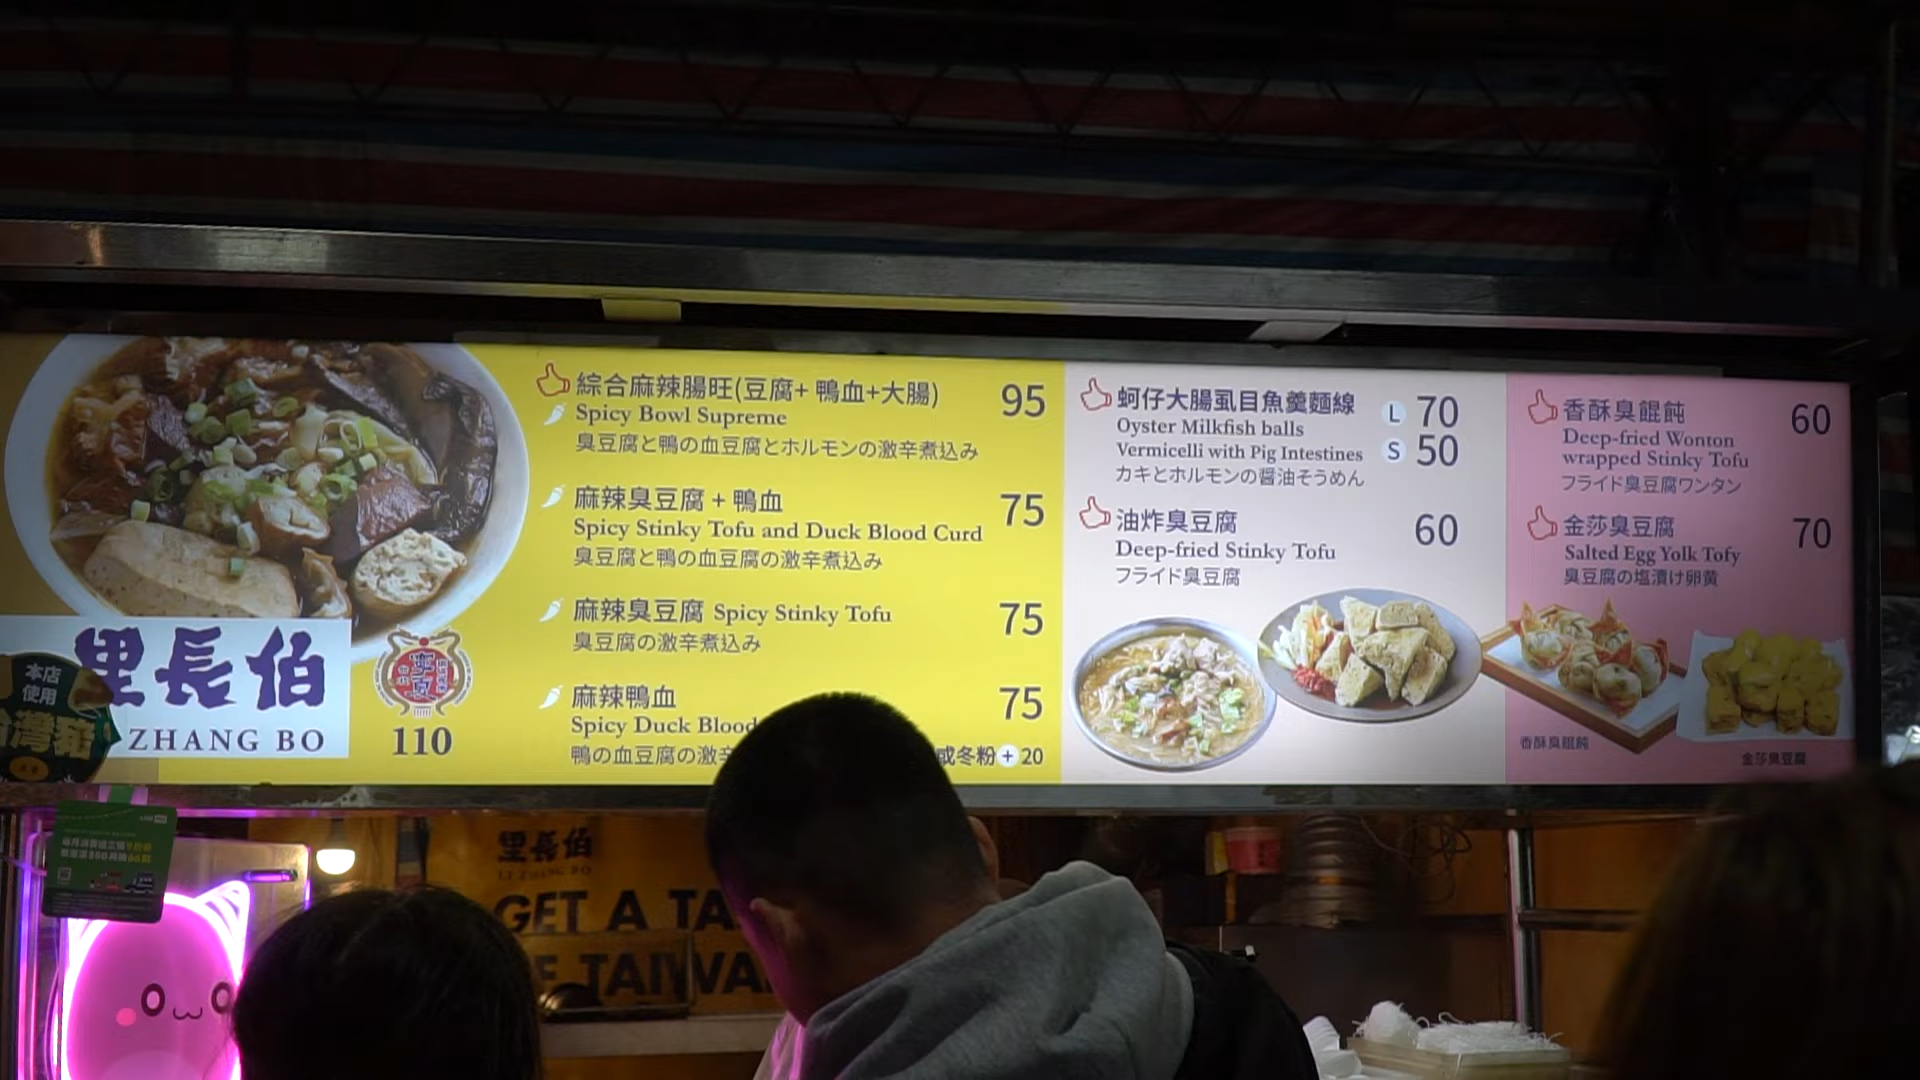 綜合麻辣腸旺(豆腐+ 鴨血+大腸) 95
Spicy Bowl Supreme
臭豆腐と鴨の血豆腐とホルモンの激辛煮込み
麻辣臭豆腐 + 鴨血 75
Spicy Stinky Tofu and Duck Blood Curd
臭豆腐と鴨の血豆腐の激辛煮込み
麻辣臭豆腐 Spicy Stinky Tofu 75
臭豆腐の激辛煮込み
麻辣鴨血 75
Spicy Duck Blood
鴨の血豆腐の激辛
或冬粉 + 20
里長伯
ZHANG BO
寧夏
110
本店
使用
台灣
蚵仔大腸虱目魚羹麵線 L 70
Oyster Milkfish balls
Vermicelli with Pig Intestines S 50
カキとホルモンの醤油そうめん
油炸臭豆腐 60
Deep-fried Stinky Tofu
フライド臭豆腐
香酥臭餛飩 60
Deep-fried Wonton
wrapped Stinky Tofu
フライド臭豆腐ワンタン
金莎臭豆腐 70
Salted Egg Yolk Tofy
臭豆腐の塩漬け卵黄
香酥臭餛飩
金莎臭豆腐
里長伯
LI ZHANG BO
GET A TA
TAIWA